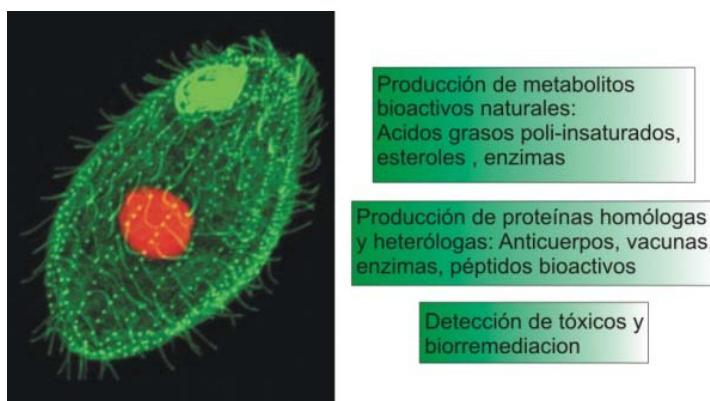 Producción de metabolitos
bioactivos naturales:
Acidos grasos poli-insaturados,
esteroles , enzimas
Producción de proteínas homólogas
y heterólogas: Anticuerpos, vacunas,
enzimas, péptidos bioactivos
Detección de tóxicos y
biorremediacion